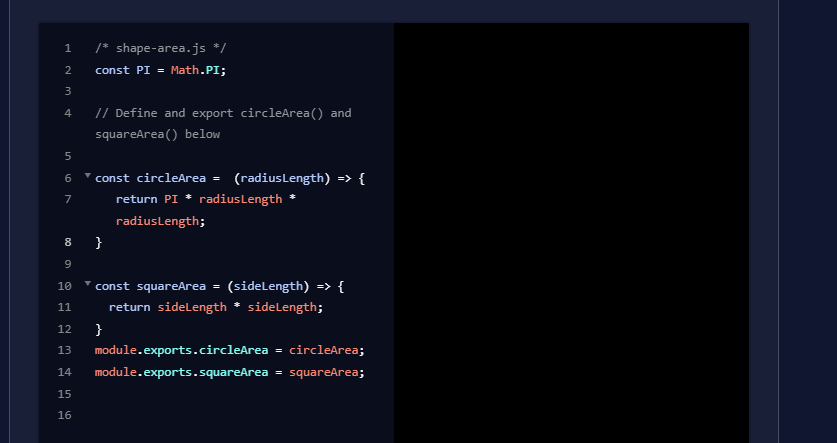 1 /* shape-area.js */
2 const PI = Math.PI;
3
4 // Define and export circleArea() and
squareArea() below
5
6 const circleArea =  (radiusLength) => {
7 return PI * radiusLength *
radiusLength;
8 }
9
10 const squareArea = (sideLength) => {
11 return sideLength * sideLength;
12 }
13 module.exports.circleArea = circleArea;
14 module.exports.squareArea = squareArea;
15
16